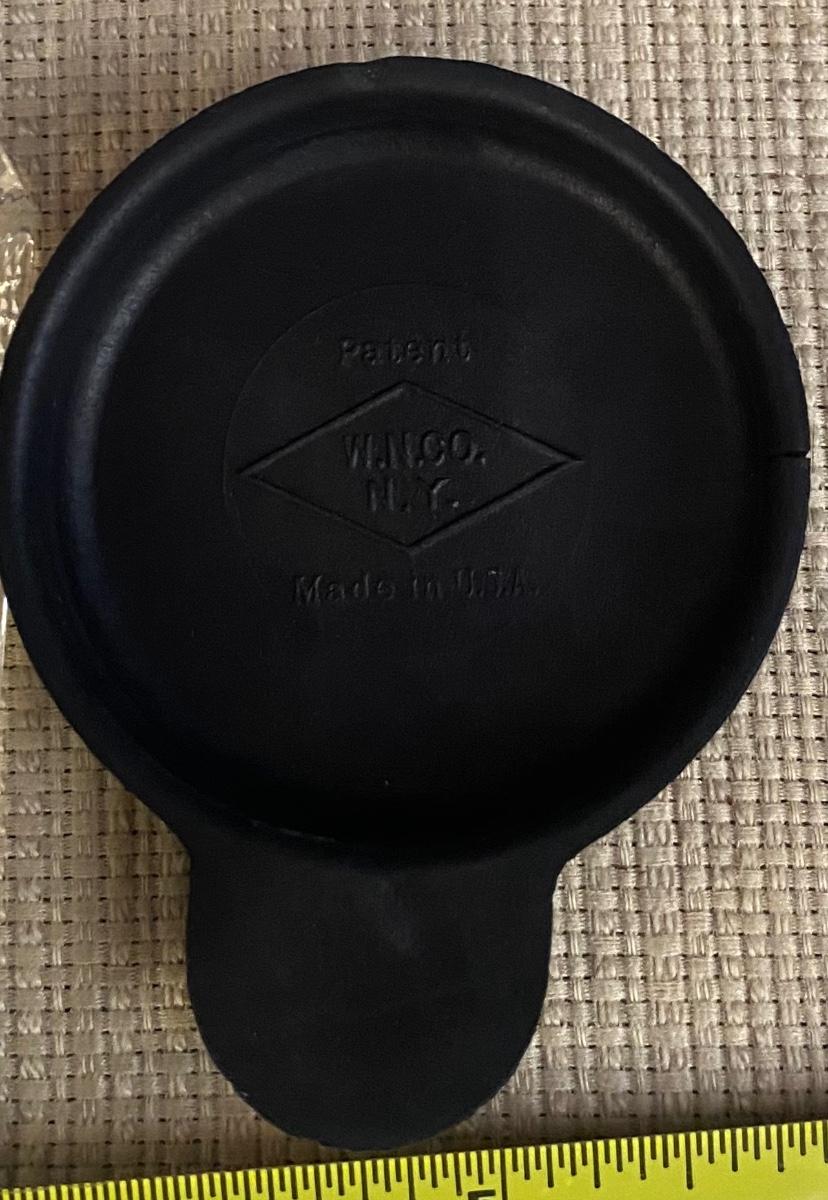 Patent
W.N.CO.
N.Y.
Made in U.S.A.